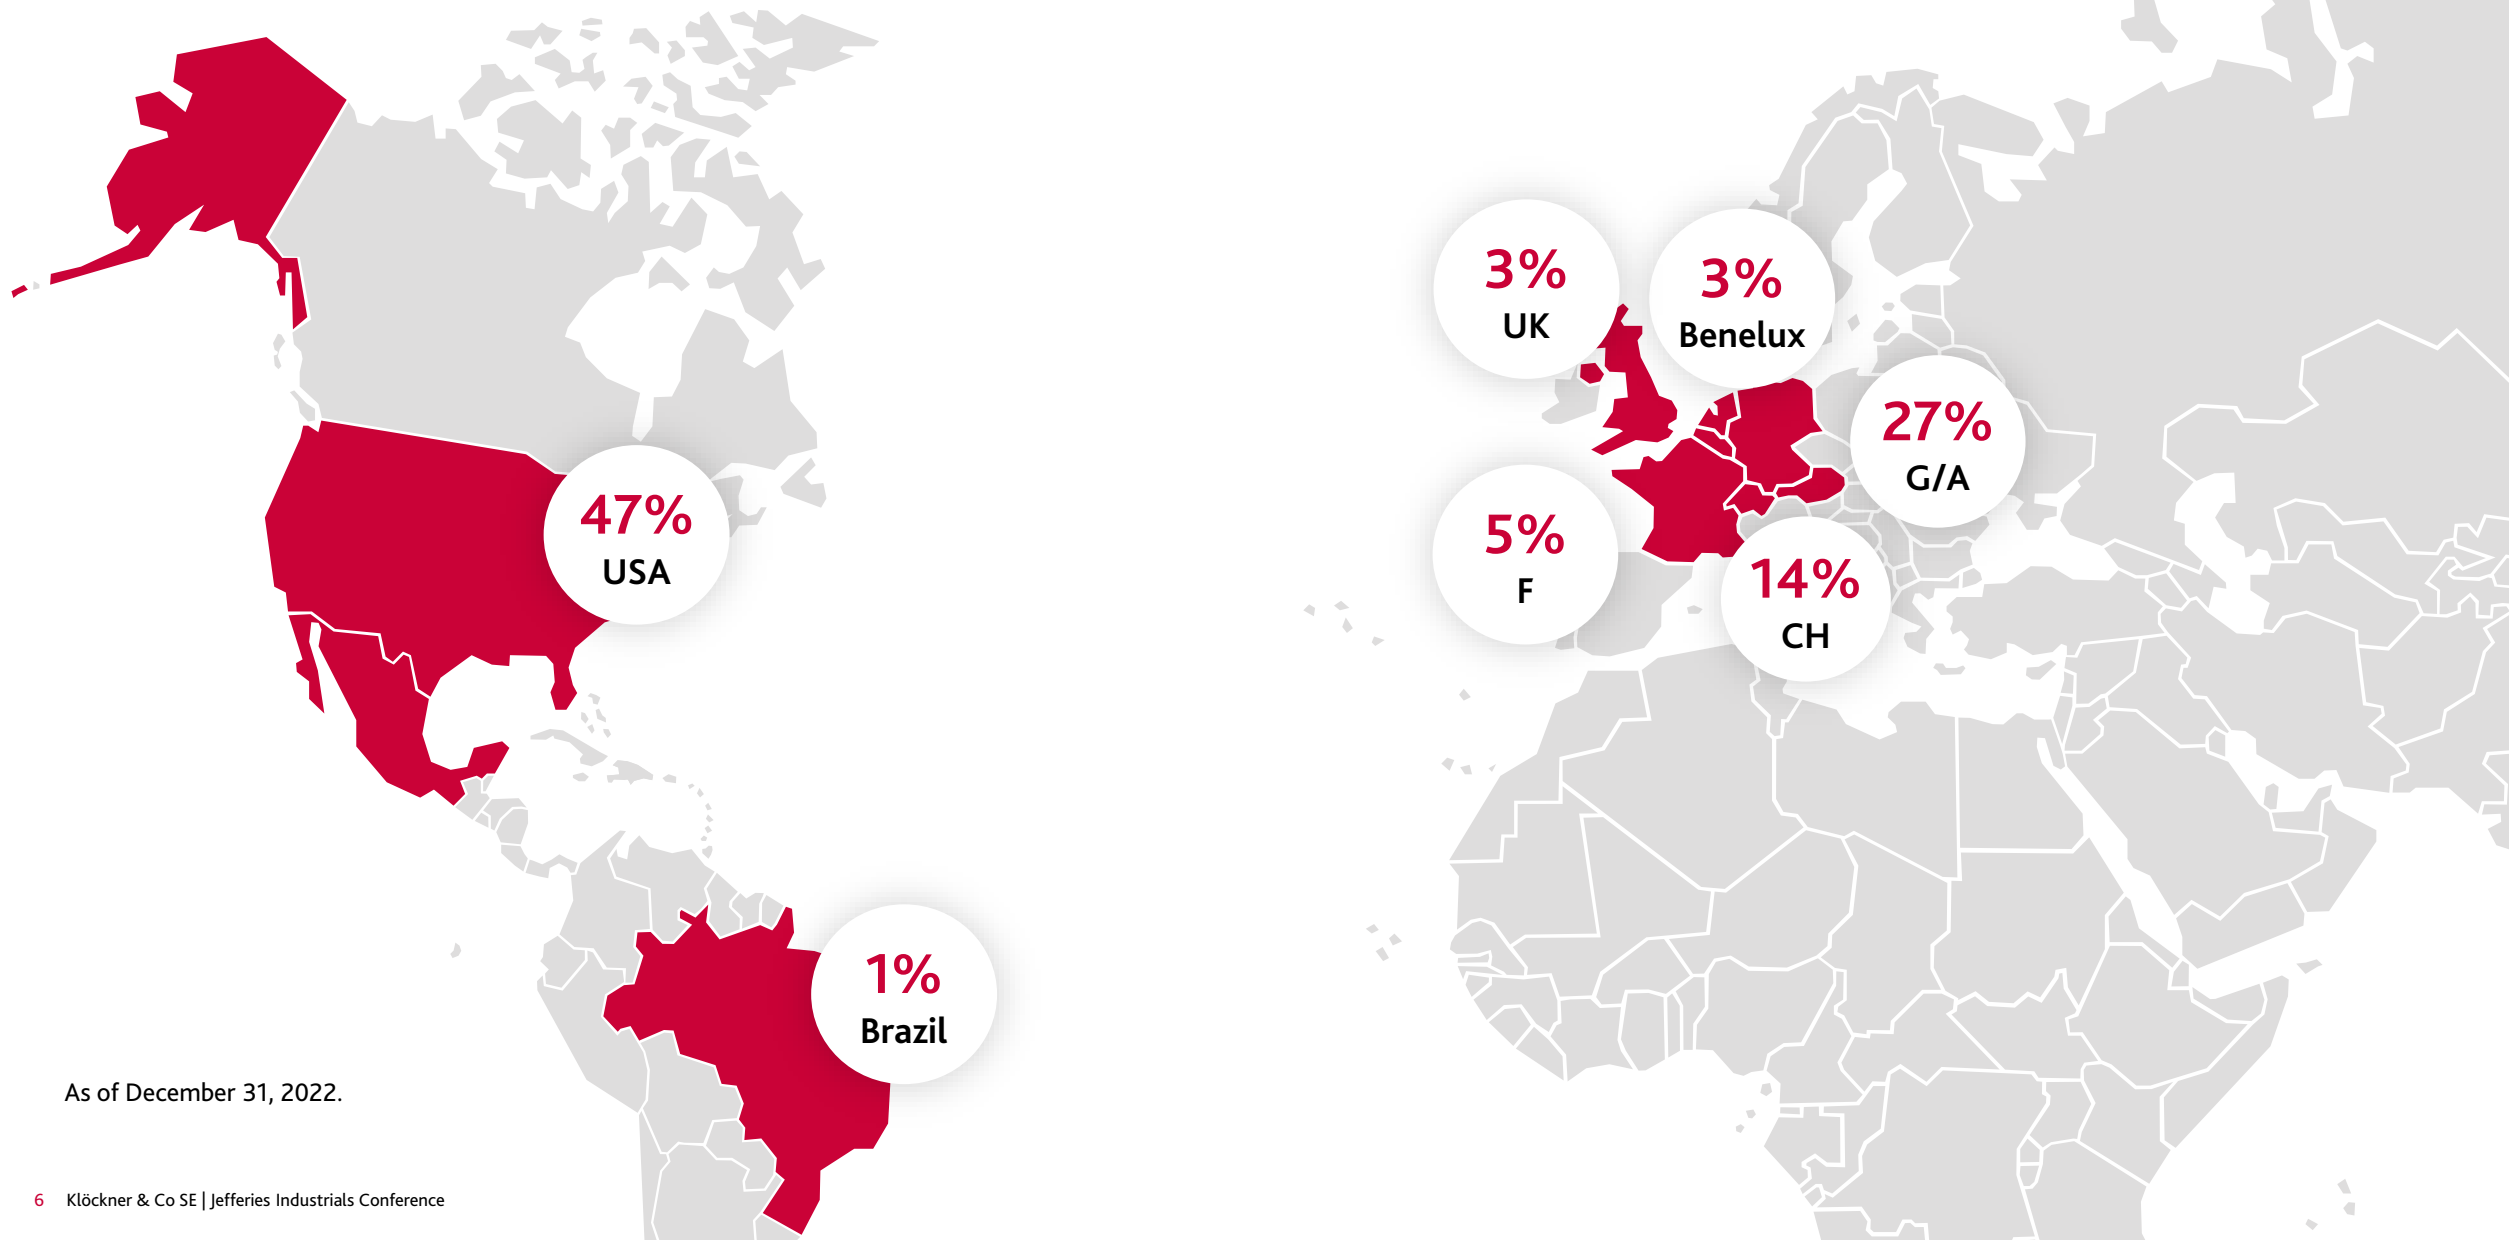 3%
UK
3%
Benelux
27%
G/A
47%
USA
5%
F
14%
CH
1%
Brazil
As of December 31, 2022.
6 Klöckner & Co SE | Jefferies Industrials Conference